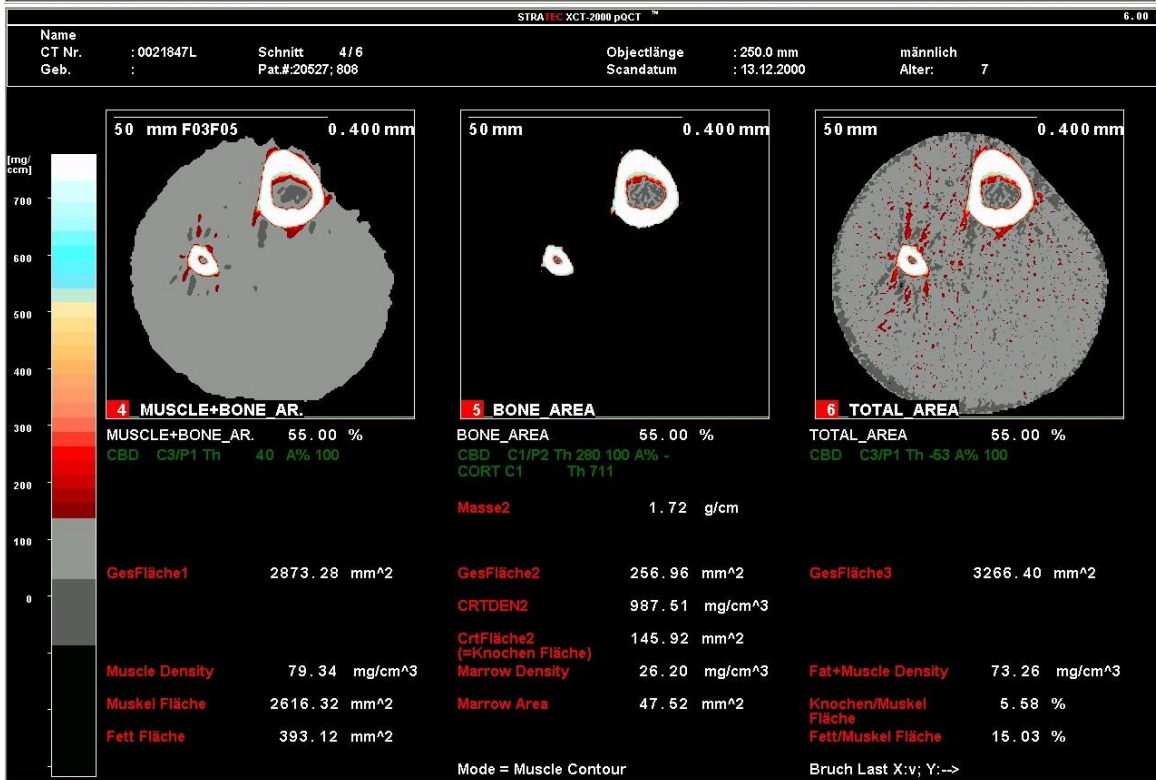 STRATEC XCT-2000 pQCT ™ 6.00
Name
CT Nr. : 0021847L Schnitt 4/6 Objectlänge : 250.0 mm männlich
Geb. : Pat.#:20527; 808 Scandatum : 13.12.2000 Alter: 7
50 mm F03F05 0.400 mm 50 mm 0.400 mm 50 mm 0.400 mm
[mg/
ccm]
700
600
500
400
300
200
100
0
4 MUSCLE+BONE_AR. 5 BONE_AREA 6 TOTAL_AREA
MUSCLE+BONE_AR. 55.00 % BONE_AREA 55.00 % TOTAL_AREA 55.00 %
CBD C3/P1 Th 40 A% 100 CBD C1/P2 Th 280 100 A% - CBD C3/P1 Th -53 A% 100
CORT C1 Th 711
Masse2 1.72 g/cm
GesFläche1 2873.28 mm^2 GesFläche2 256.96 mm^2 GesFläche3 3266.40 mm^2
CRTDEN2 987.51 mg/cm^3
CrtFläche2 145.92 mm^2
(=Knochen Fläche)
Muscle Density 79.34 mg/cm^3 Marrow Density 26.20 mg/cm^3 Fat+Muscle Density 73.26 mg/cm^3
Muskel Fläche 2616.32 mm^2 Marrow Area 47.52 mm^2 Knochen/Muskel 5.58 %
Fläche
Fett Fläche 393.12 mm^2 Fett/Muskel Fläche 15.03 %
Mode = Muscle Contour Bruch Last X:v; Y:-->